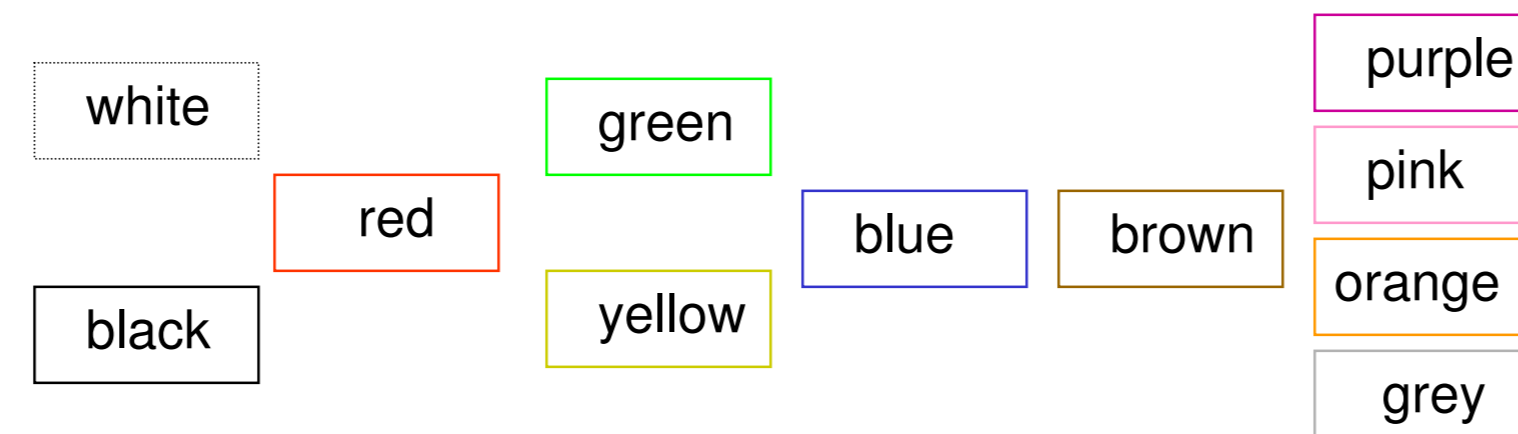 white
black
red
green
yellow
blue
brown
purple
pink
orange
grey